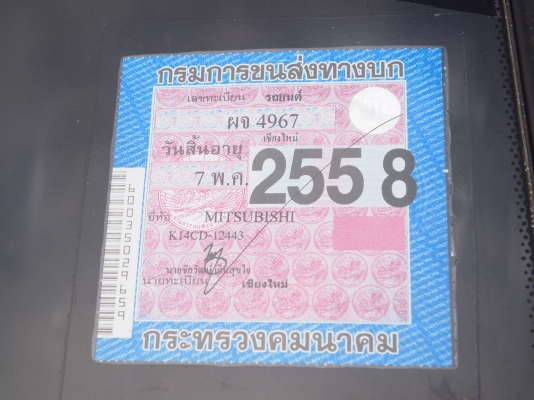 กรมการขนส่งทางบก
เลขทะเบียน รถยนต์
ผจ 4967
เชียงใหม่
วันสิ้นอายุ
7 พ.ค. 2558
ยี่ห้อ MITSUBISHI
K14CD-12443
นายทะเบียน เชียงใหม่
กระทรวงคมนาคม